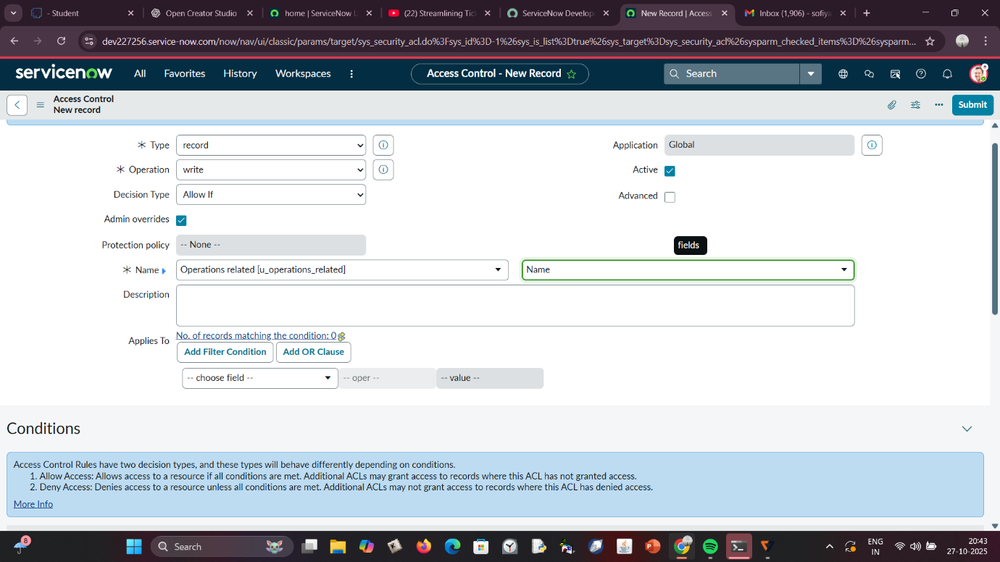 - Student
Open Creator Studio
home | ServiceNow U
(22) Streamlining Tick
ServiceNow Develop
New Record | Access
Inbox (1,906) - sofiya
dev227256.service-now.com/now/nav/ui/classic/params/target/sys_security_acl.do%3Fsys_id%3D-1%26sys_is_list%3Dtrue%26sys_target%3Dsys_security_acl%26sysparm_checked_items%3D%26sysparm...
servicenow
All
Favorites
History
Workspaces
Access Control - New Record
Search
Access Control
New record
Submit
Type
record
Application
Global
Operation
write
Active
Decision Type
Allow If
Advanced
Admin overrides
Protection policy
-- None --
fields
Name
Operations related [u_operations_related]
Name
Description
Applies To
No. of records matching the condition: 0
Add Filter Condition
Add OR Clause
-- choose field --
-- oper --
-- value --
Conditions
Access Control Rules have two decision types, and these types will behave differently depending on conditions.
1. Allow Access: Allows access to a resource if all conditions are met. Additional ACLs may grant access to records where this ACL has not granted access.
2. Deny Access: Denies access to a resource unless all conditions are met. Additional ACLs may not grant access to records where this ACL has denied access.
More Info
8
Search
ENG
IN
20:43
27-10-2025